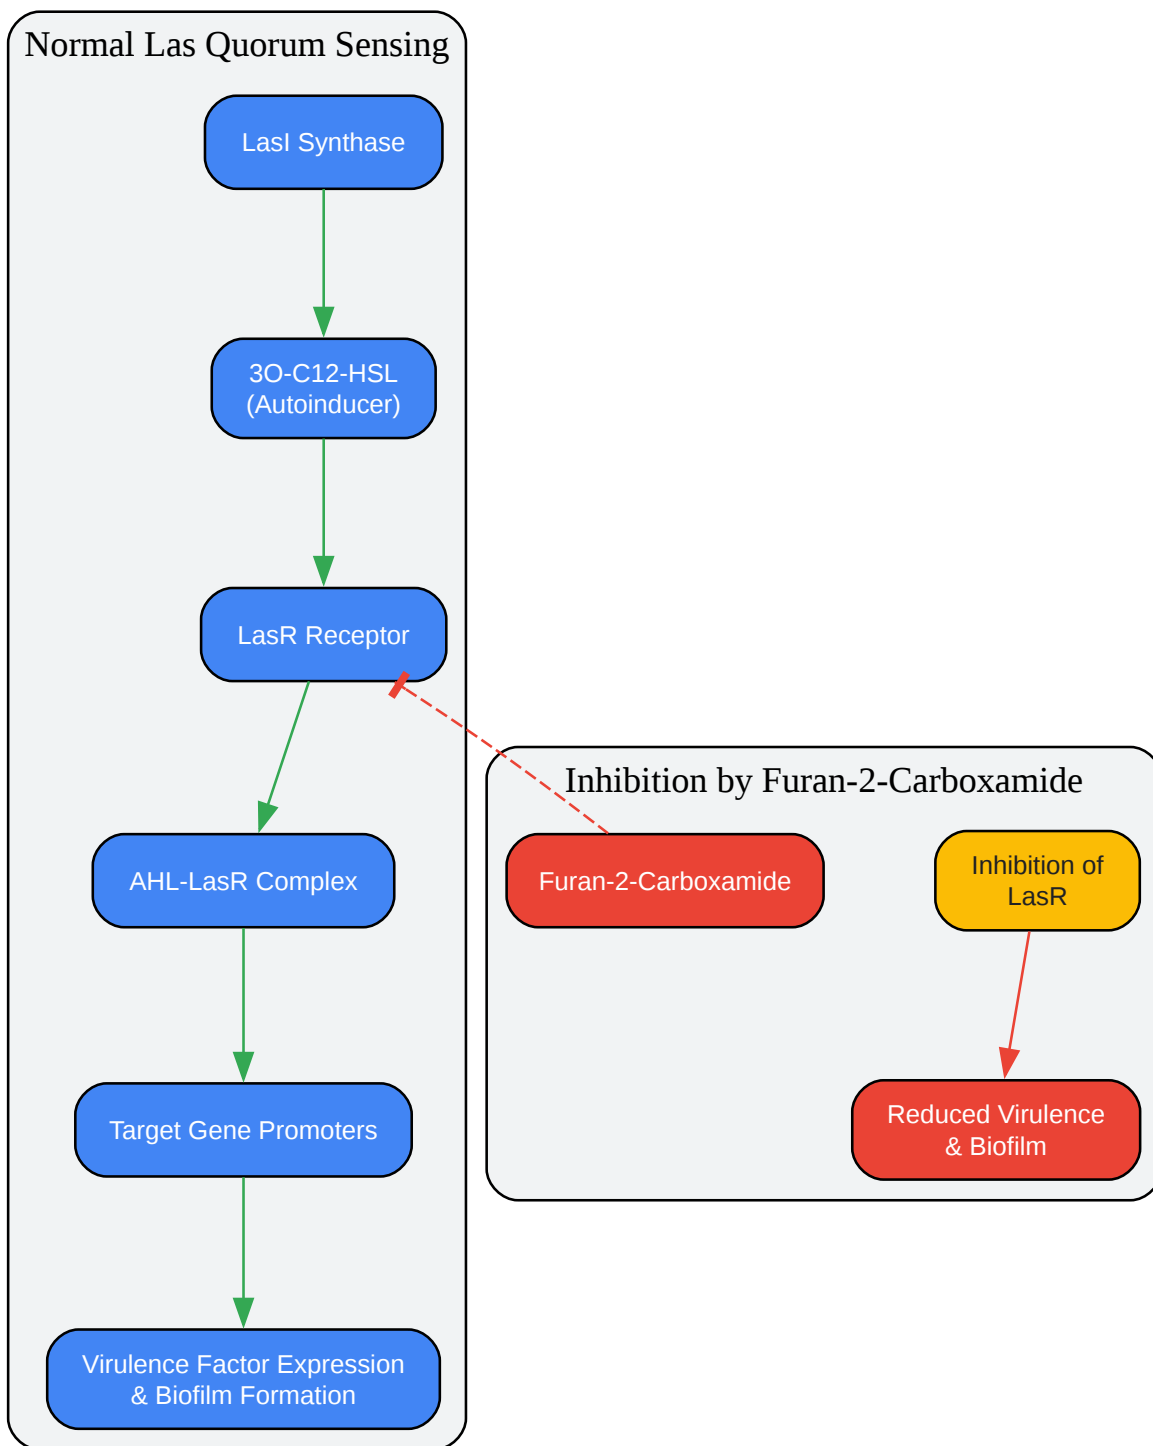 Normal Las Quorum Sensing
LasI Synthase
3O-C12-HSL
(Autoinducer)
LasR Receptor
AHL-LasR Complex
Target Gene Promoters
Virulence Factor Expression
& Biofilm Formation
Inhibition by Furan-2-Carboxamide
Furan-2-Carboxamide
Inhibition of
LasR
Reduced Virulence
& Biofilm